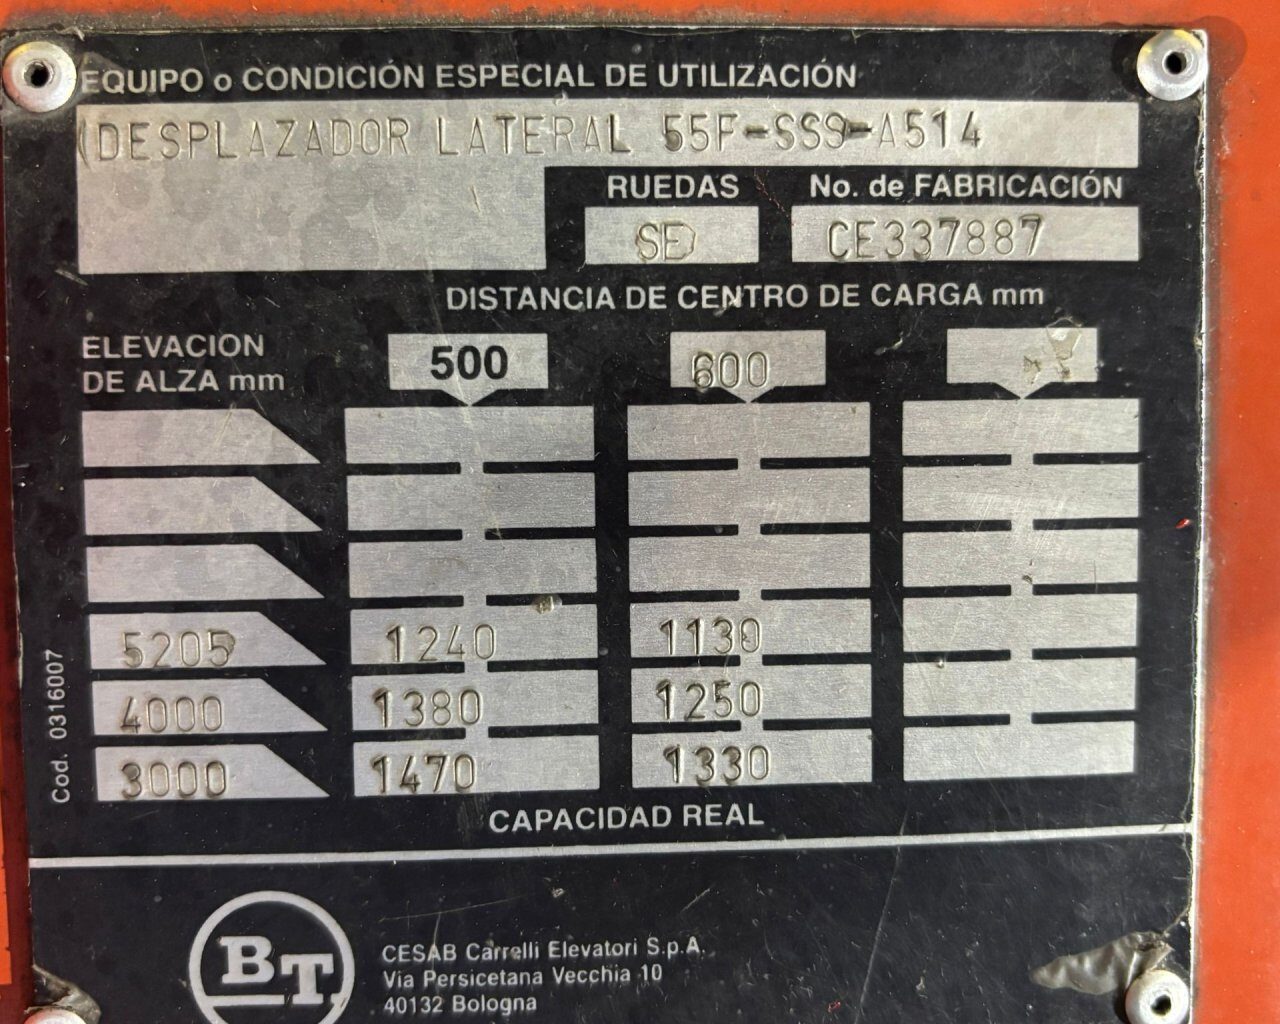 EQUIPO o CONDICIÓN ESPECIAL DE UTILIZACIÓN
DESPLAZADOR LATERAL 55F-SSS-A514
RUEDAS No. de FABRICACIÓN
SE CE337887
DISTANCIA DE CENTRO DE CARGA mm
ELEVACION
DE ALZA mm
500 600
5205 1240 1130
4000 1380 1250
3000 1470 1330
CAPACIDAD REAL
Cod. 0316007
BT
CESAB Carrelli Elevatori S.p.A.
Via Persicetana Vecchia 10
40132 Bologna